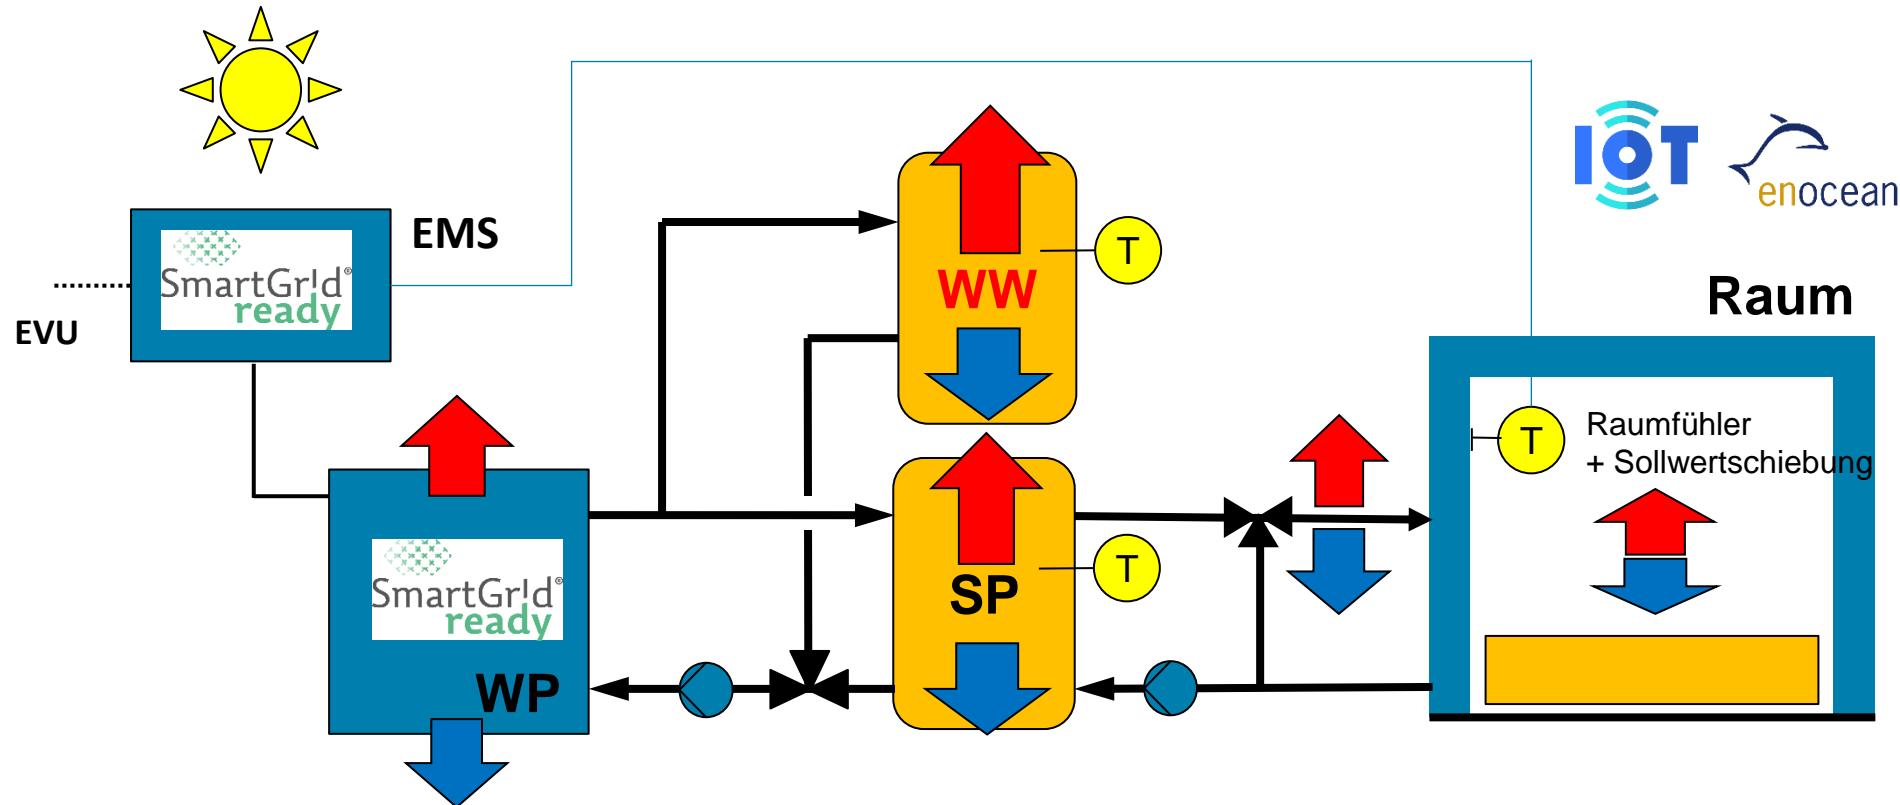 IOT
enocean
EMS
SmartGr!d®
ready
EVU
WW
T
Raum
T
Raumfühler
+ Sollwertschiebung
SmartGr!d®
ready
WP
SP
T